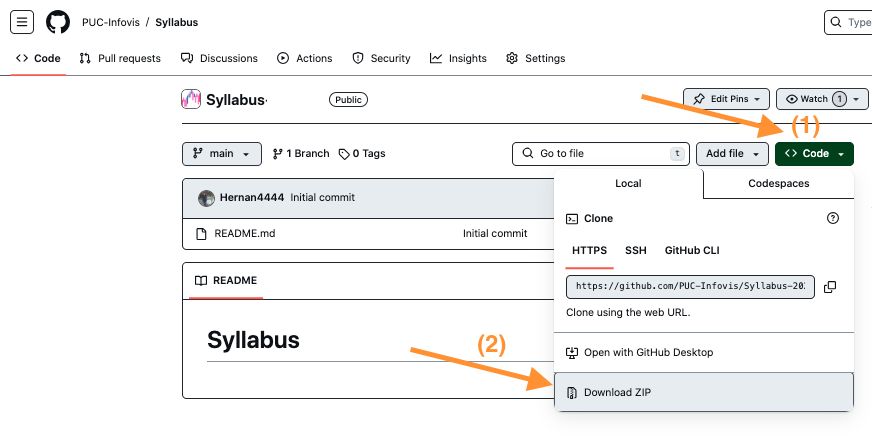 PUC-Infovis / Syllabus
Type
Code Pull requests Discussions Actions Security Insights Settings
Syllabus Public Edit Pins Watch 1
(1)
main 1 Branch 0 Tags Go to file t Add file Code
Local Codespaces
Hernan4444 Initial commit
Clone
README.md Initial commit
HTTPS SSH GitHub CLI
README
https://github.com/PUC-Infovis/Syllabus-20
Clone using the web URL.
Syllabus
(2)
Open with GitHub Desktop
Download ZIP